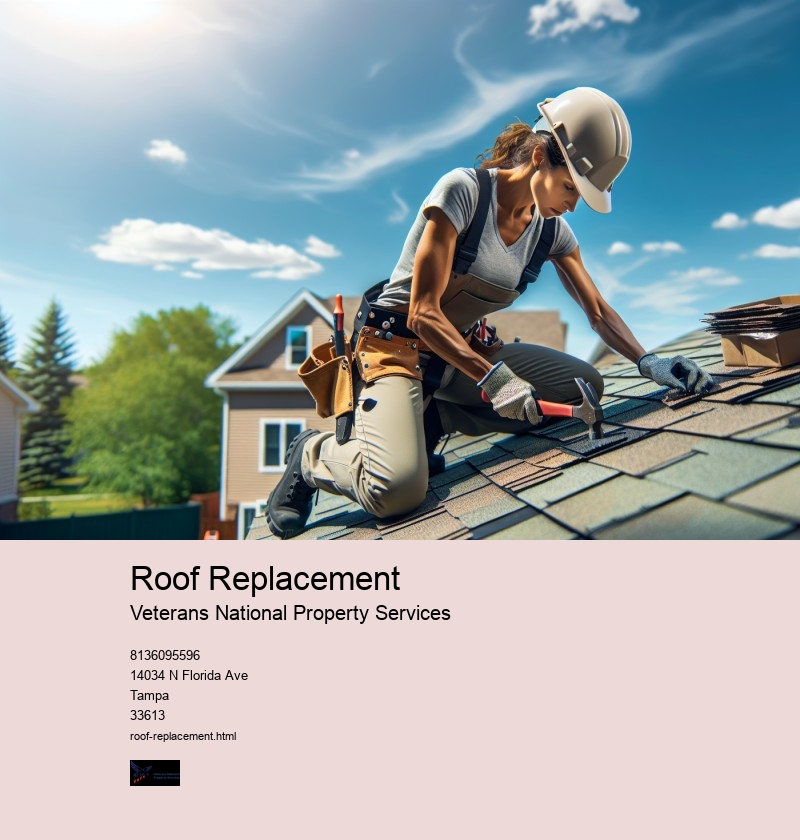 Roof Replacement
Veterans National Property Services
8136095596
14034 N Florida Ave
Tampa
33613
roof-replacement.html